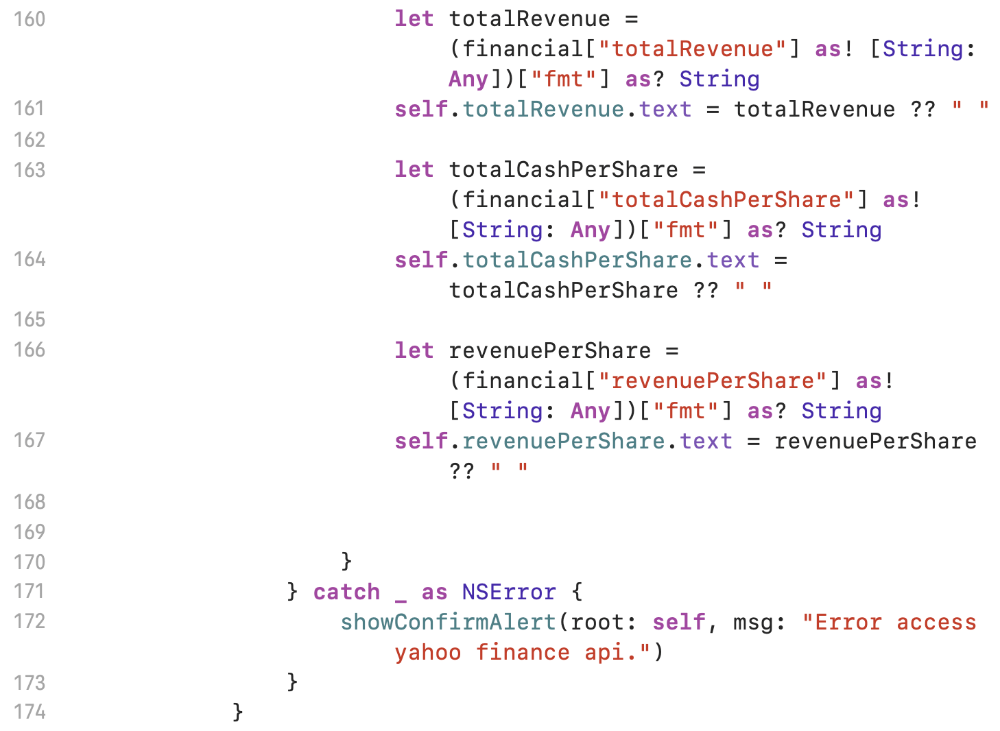 160 let totalRevenue =
(financial["totalRevenue"] as! [String:
Any])["fmt"] as? String
161 self.totalRevenue.text = totalRevenue ?? " "
162
163 let totalCashPerShare =
(financial["totalCashPerShare"] as!
[String: Any])["fmt"] as? String
164 self.totalCashPerShare.text =
totalCashPerShare ?? " "
165
166 let revenuePerShare =
(financial["revenuePerShare"] as!
[String: Any])["fmt"] as? String
167 self.revenuePerShare.text = revenuePerShare
?? " "
168
169
170 }
171 } catch _ as NSError {
172 showConfirmAlert(root: self, msg: "Error access
yahoo finance api.")
173 }
174 }